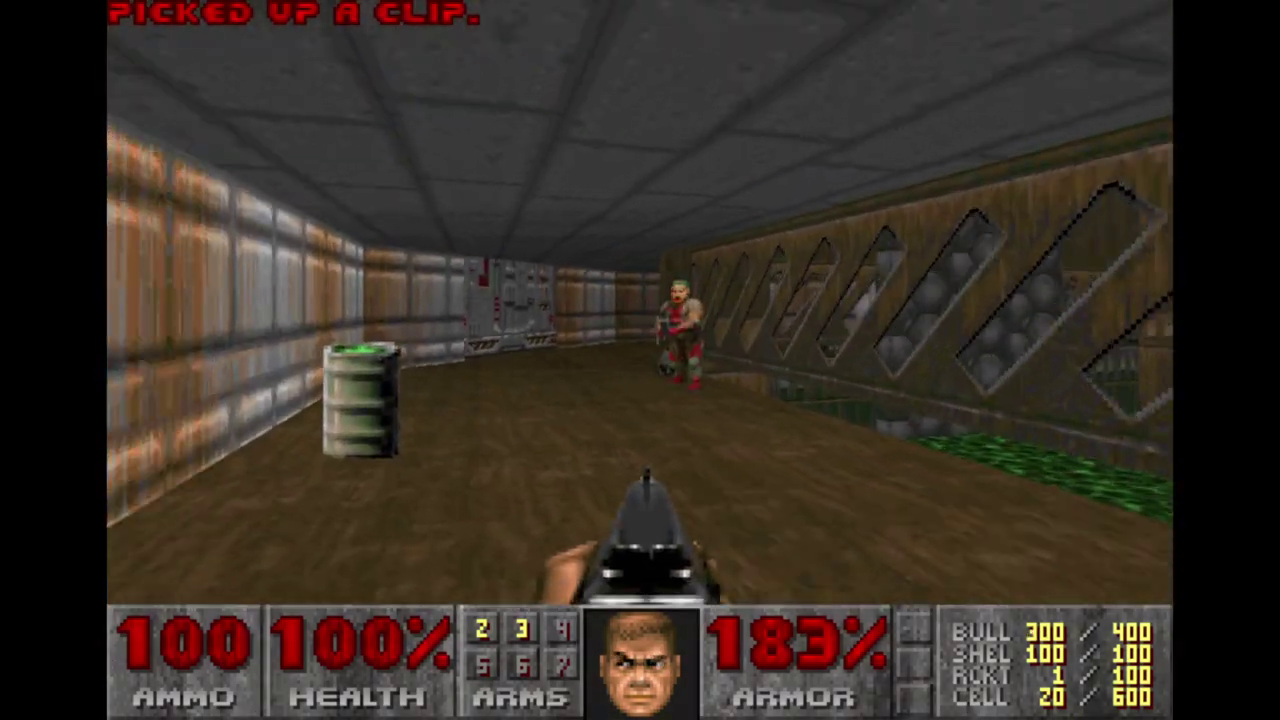 PICKED UP A CLIP.
100 100% 2 3 4 183% BULL 300 / 400
5 6 7 SHEL 100 / 100
RCKT 1 / 100
AMMO HEALTH ARMS ARMOR CELL 20 / 600